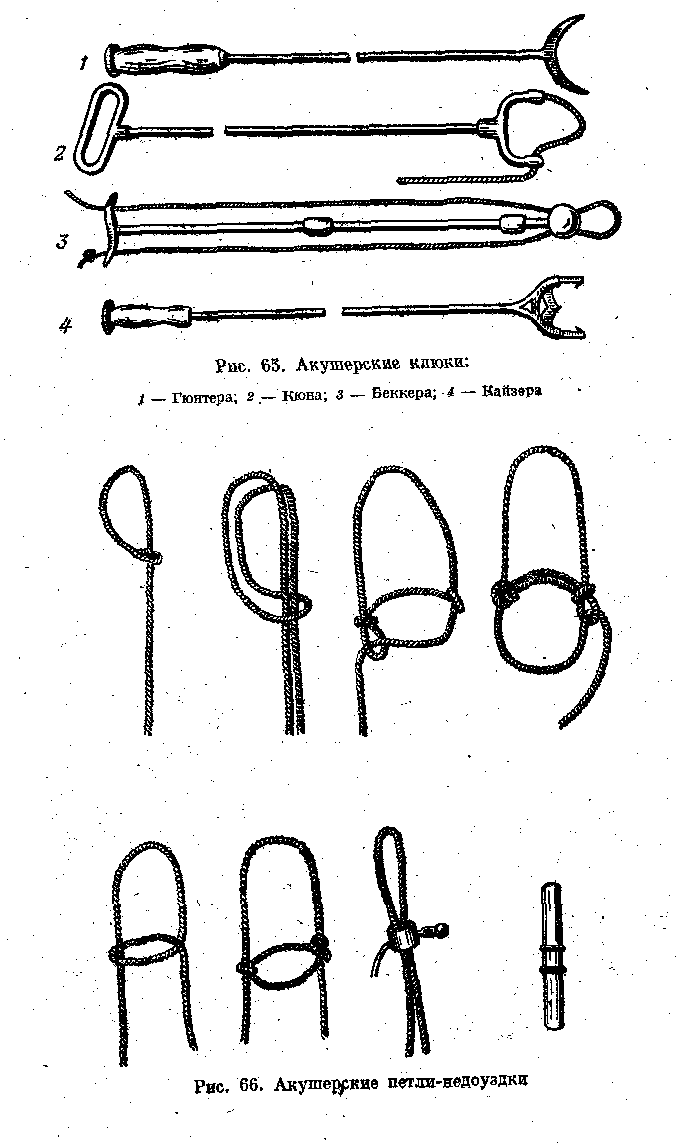 1
2
3
4
Рис. 65. Акушерские клюки:
1 — Гюнтера; 2 — Кюна; 3 — Беккера; 4 — Кайзера
Рис. 66. Акушерские петли-недоуздки